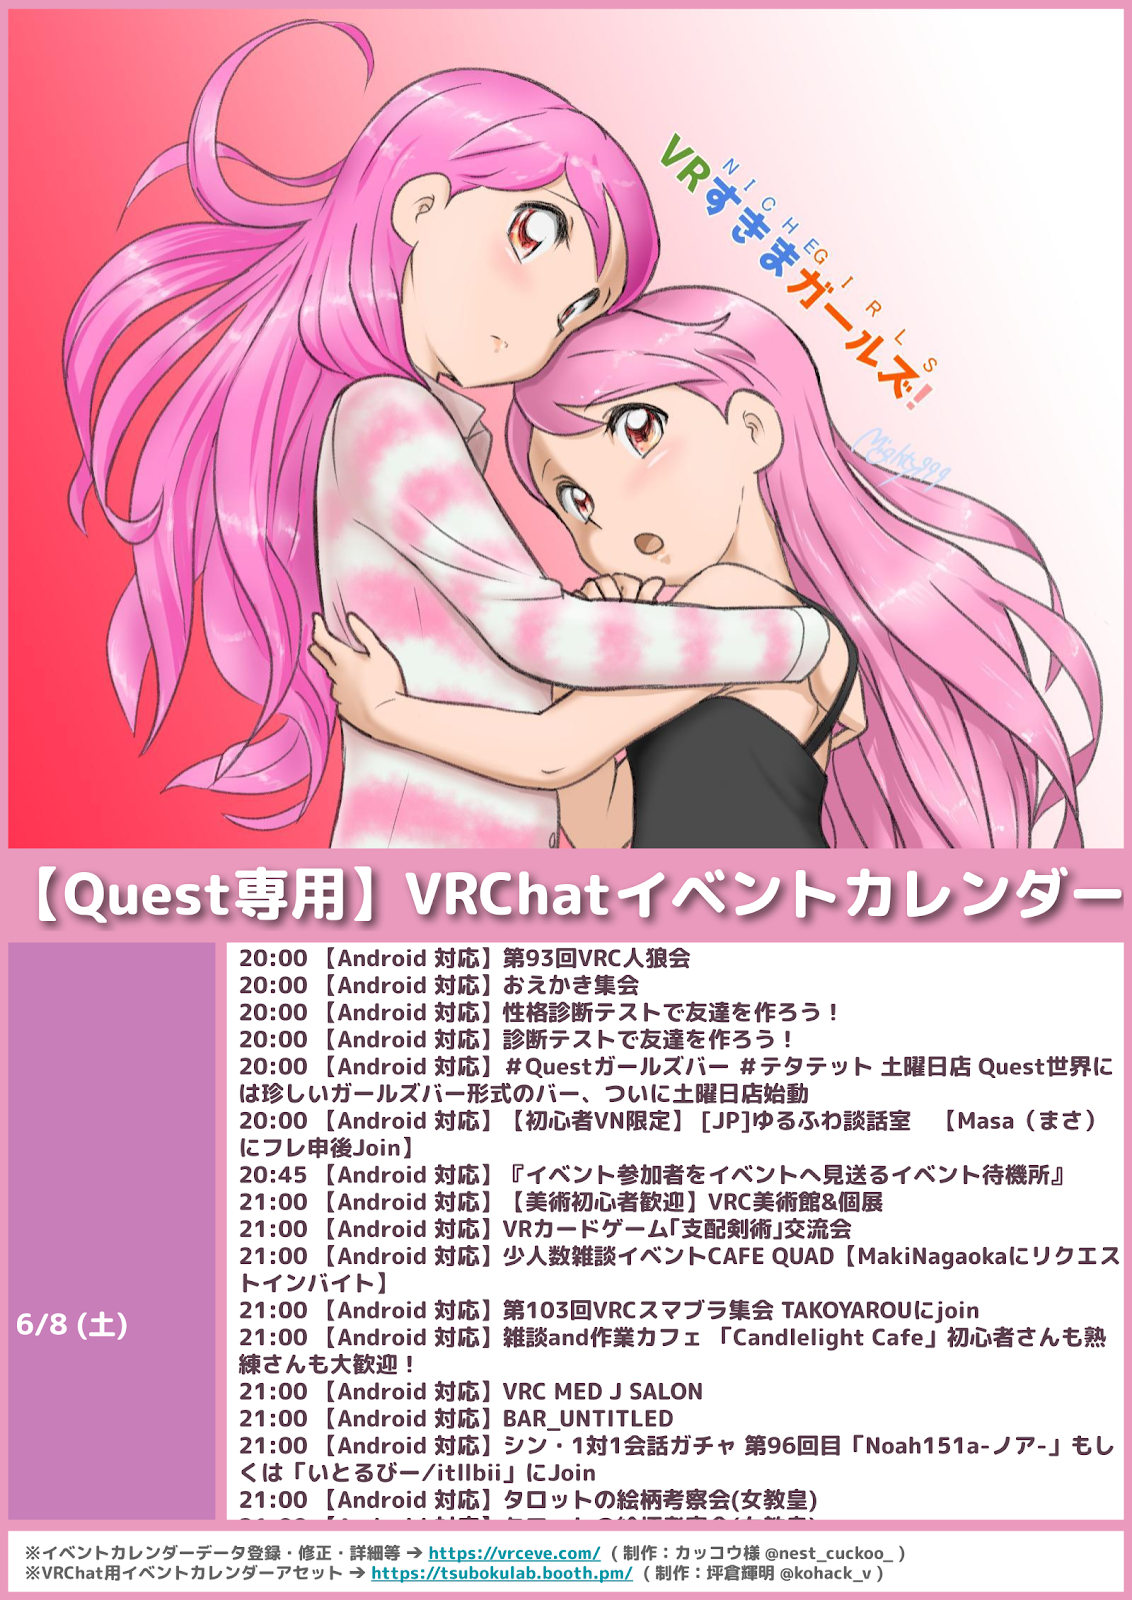 NICHE GIRLS
VRすきまガールズ!
Mighty999
【Quest専用】VRChatイベントカレンダー
6/8 (土)
20:00 【Android 対応】第93回VRC人狼会
20:00 【Android 対応】おえかき集会
20:00 【Android 対応】性格診断テストで友達を作ろう！
20:00 【Android 対応】診断テストで友達を作ろう！
20:00 【Android 対応】＃Questガールズバー ＃テタテット 土曜日店 Quest世界に
は珍しいガールズバー形式のバー、ついに土曜日店始動
20:00 【Android 対応】【初心者VN限定】 [JP]ゆるふわ談話室　【Masa（まさ）
にフレ申後Join】
20:45 【Android 対応】『イベント参加者をイベントへ見送るイベント待機所』
21:00 【Android 対応】【美術初心者歓迎】VRC美術館&個展
21:00 【Android 対応】VRカードゲーム｢支配剣術｣交流会
21:00 【Android 対応】少人数雑談イベントCAFE QUAD【MakiNagaokaにリクエス
トインバイト】
21:00 【Android 対応】第103回VRCスマブラ集会 TAKOYAROUにjoin
21:00 【Android 対応】雑談and作業カフェ 「Candlelight Cafe」初心者さんも熟
練さんも大歓迎！
21:00 【Android 対応】VRC MED J SALON
21:00 【Android 対応】BAR_UNTITLED
21:00 【Android 対応】シン・1対1会話ガチャ 第96回目「Noah151a-ノア-」もし
くは「いとるびー/itllbii」にJoin
21:00 【Android 対応】タロットの絵柄考察会(女教皇)
※イベントカレンダーデータ登録・修正・詳細等 → https://vrceve.com/ ( 制作：カッコウ様 @nest_cuckoo_ )
※VRChat用イベントカレンダーアセット → https://tsubokulab.booth.pm/ ( 制作：坪倉輝明 @kohack_v )